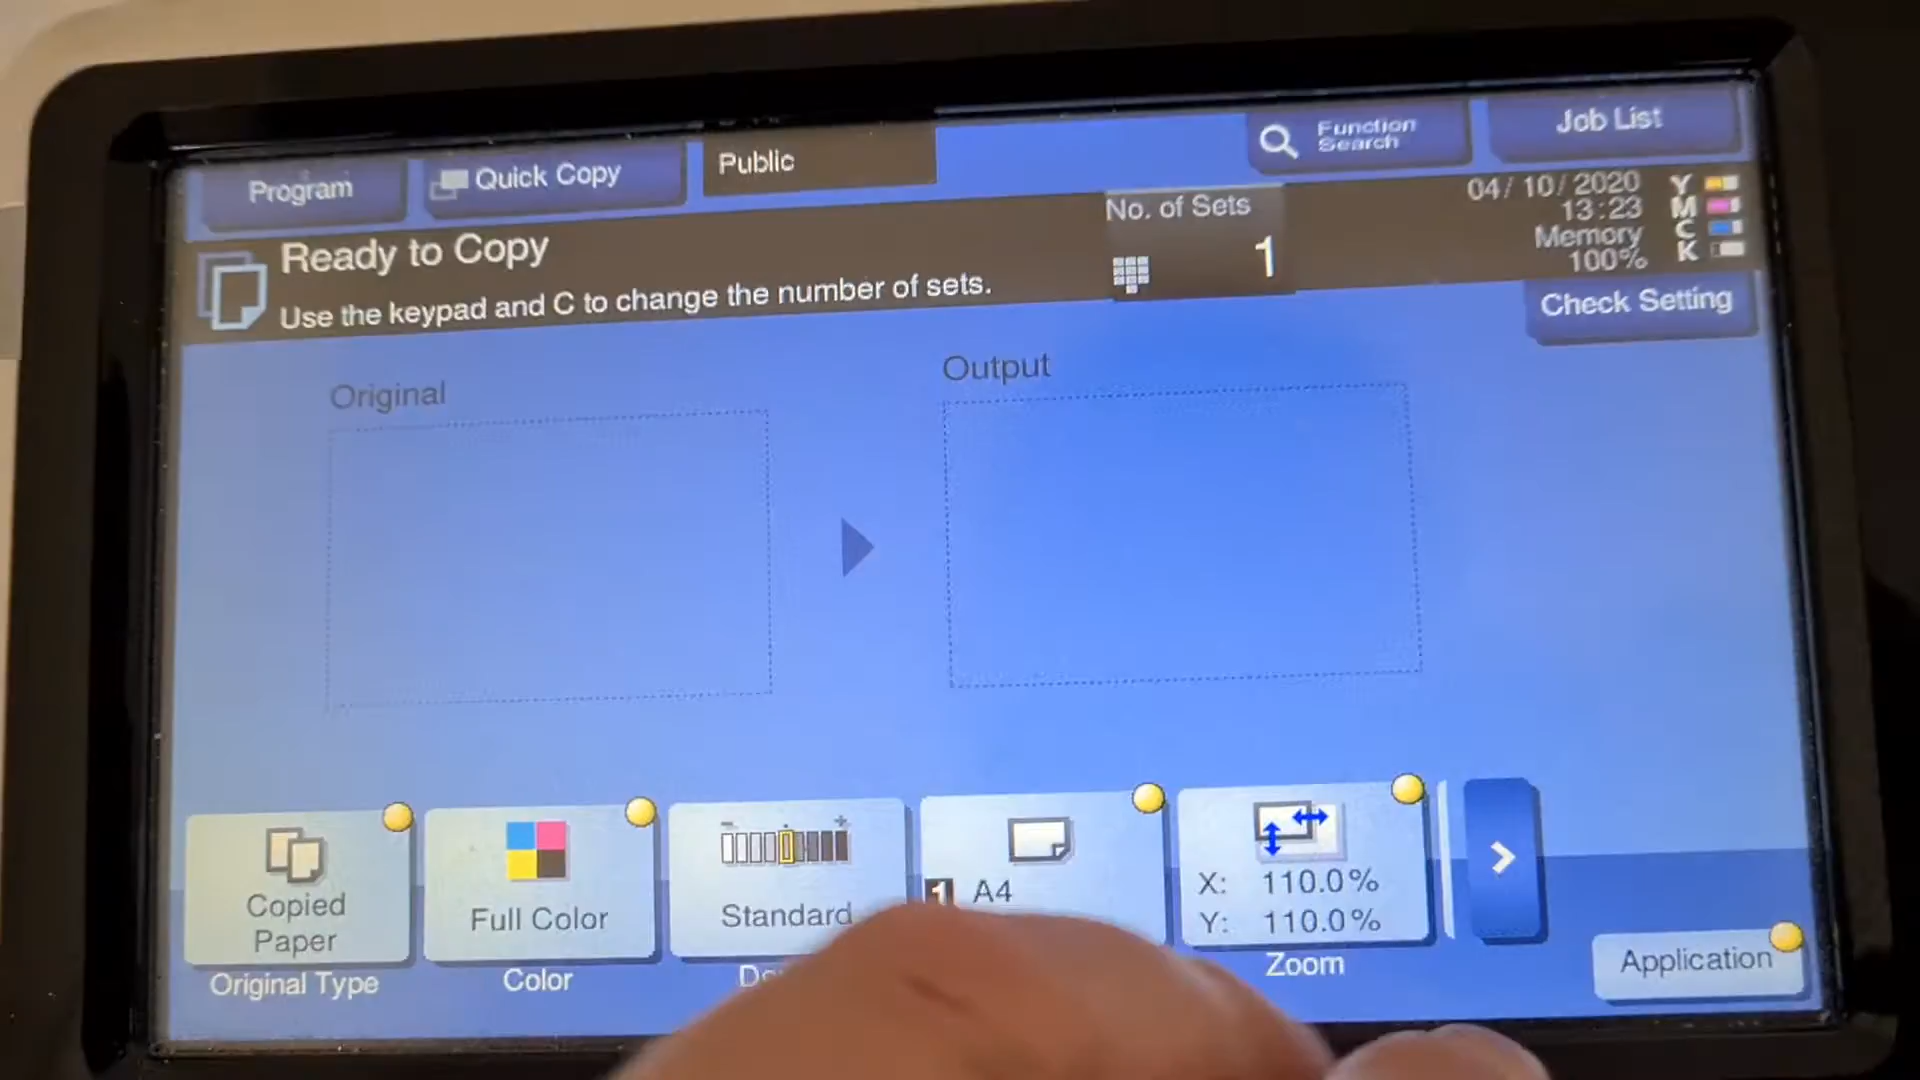 Program
Quick Copy
Public
Function
Search
Job List
Ready to Copy
Use the keypad and C to change the number of sets.
No. of Sets
1
04/10/2020
13:23
Memory
100%
Y
M
C
K
Check Setting
Original
Output
Copied
Paper
Original Type
Full Color
Color
- +
Standard
1 A4
X: 110.0%
Y: 110.0%
Zoom
>
Application